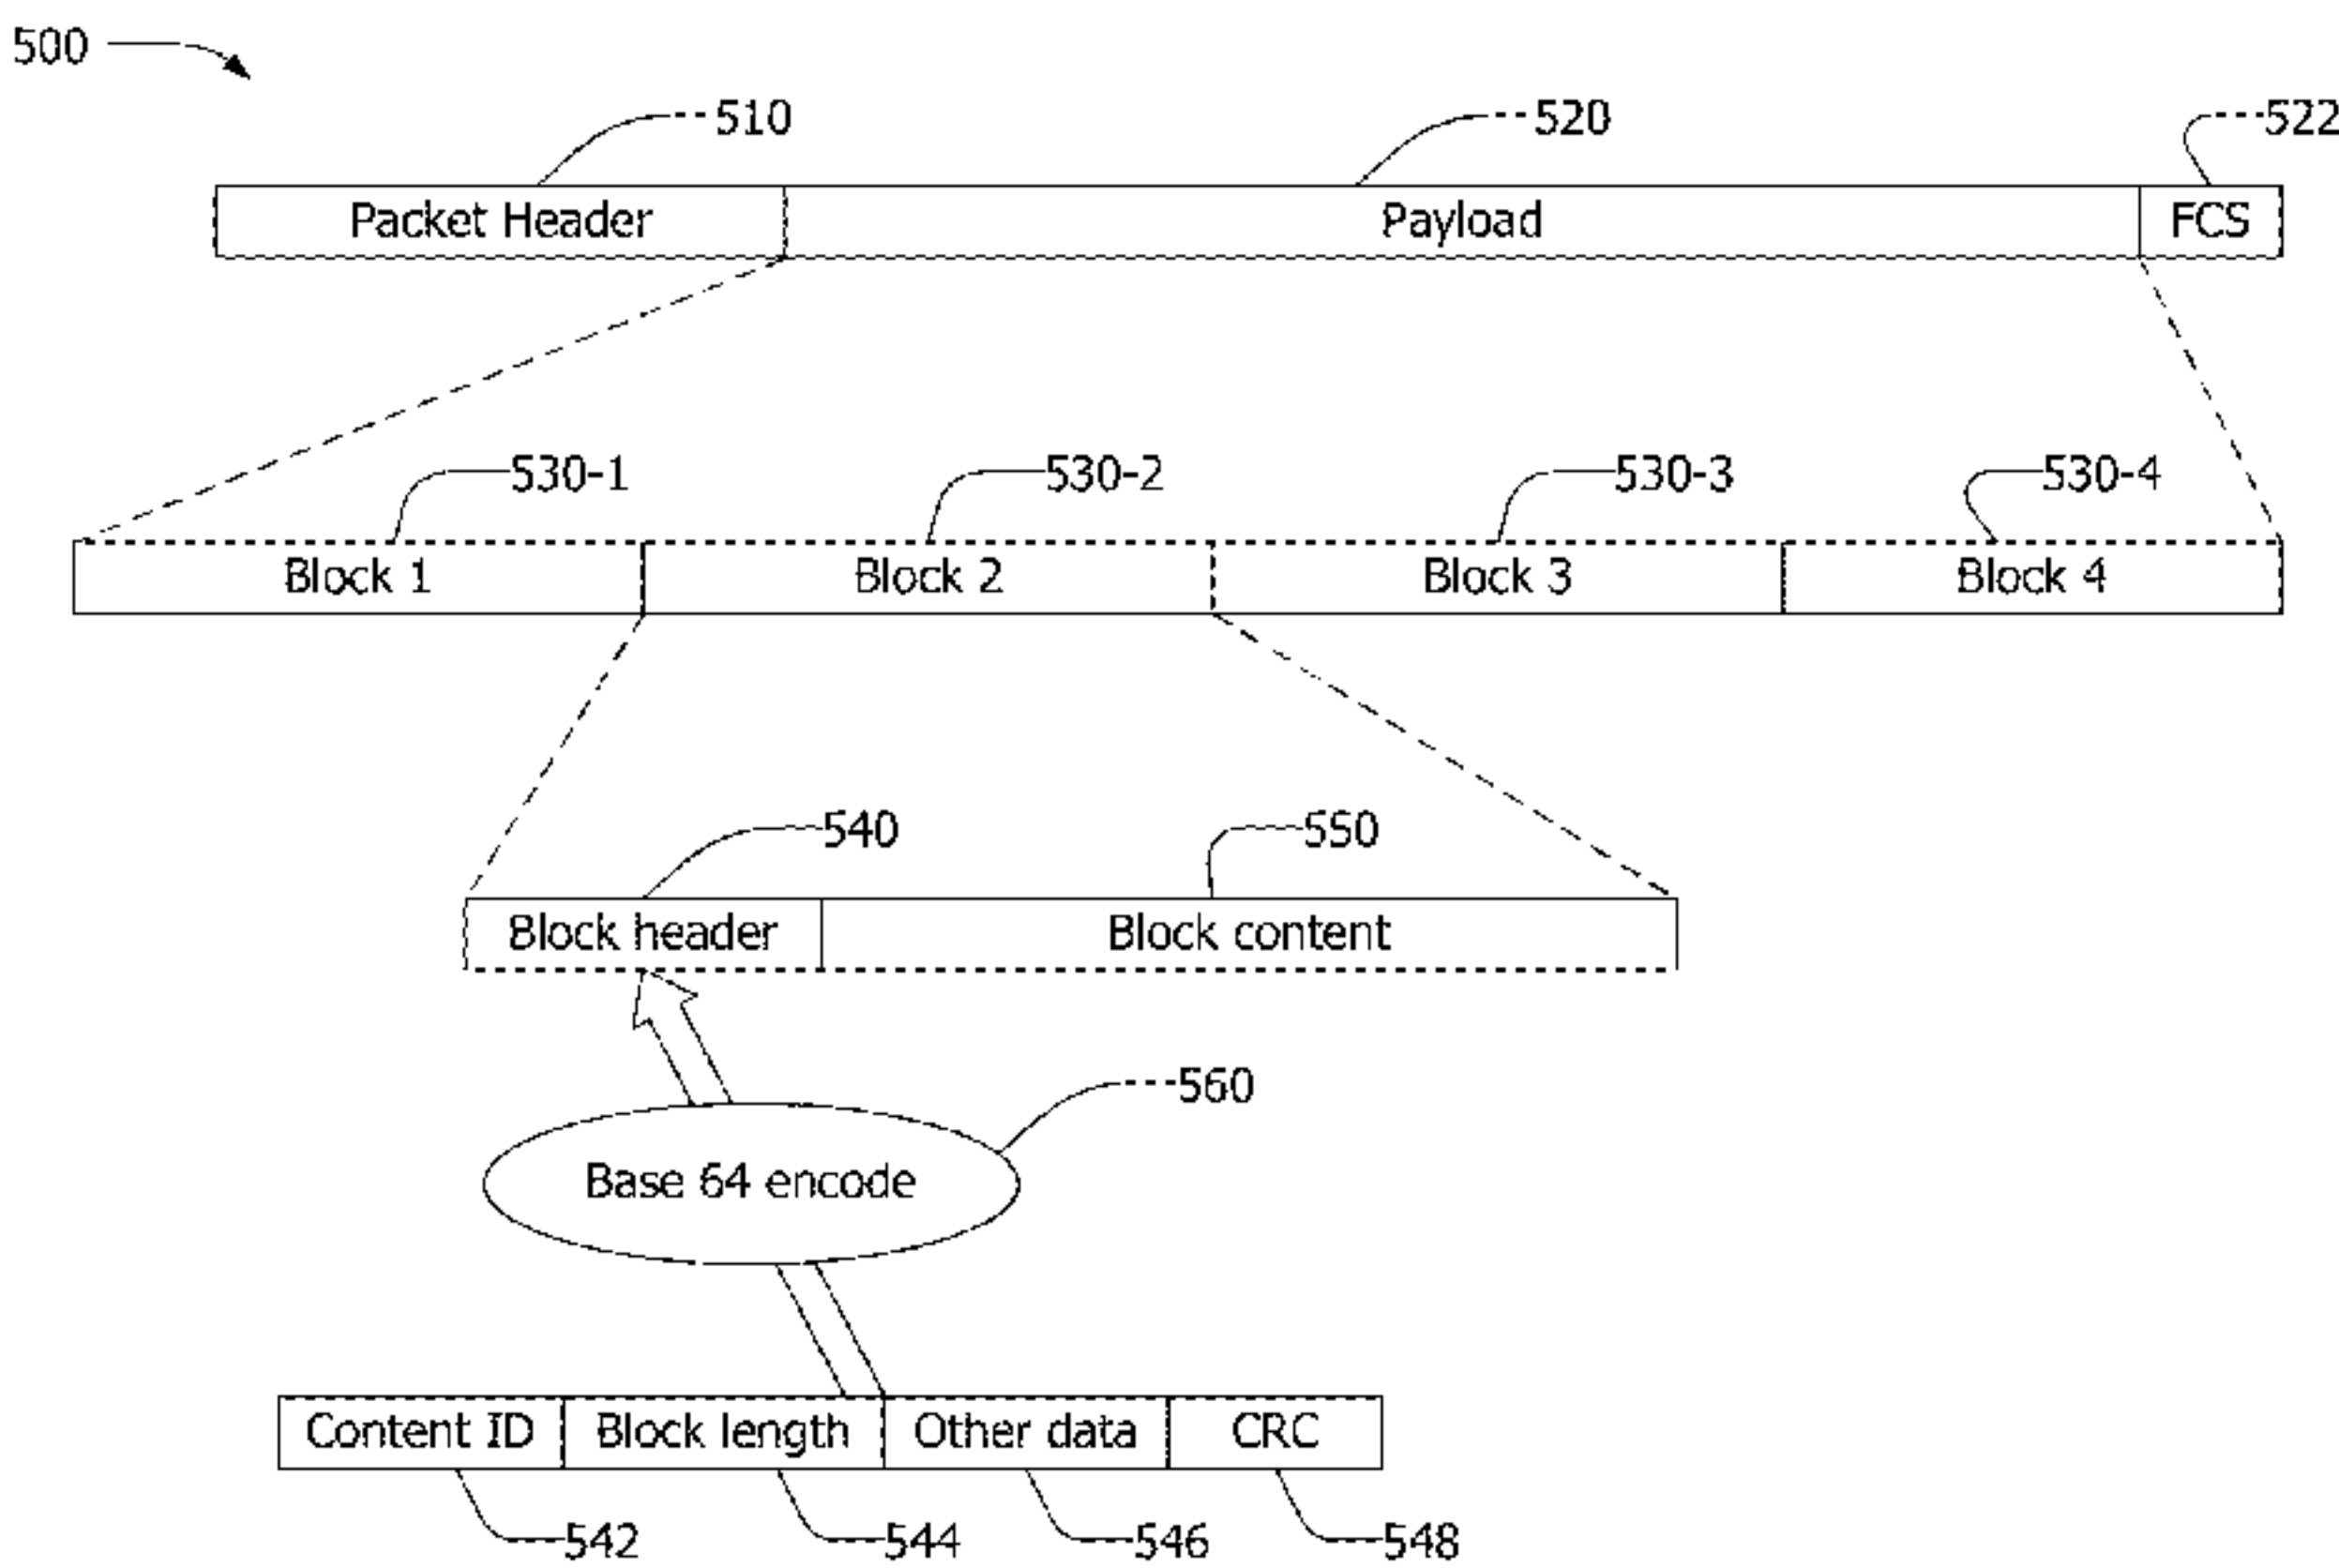 500
510 520 522
Packet Header Payload FCS
530-1 530-2 530-3 530-4
Block 1 Block 2 Block 3 Block 4
540 550
Block header Block content
560
Base 64 encode
Content ID Block length Other data CRC
542 544 546 548